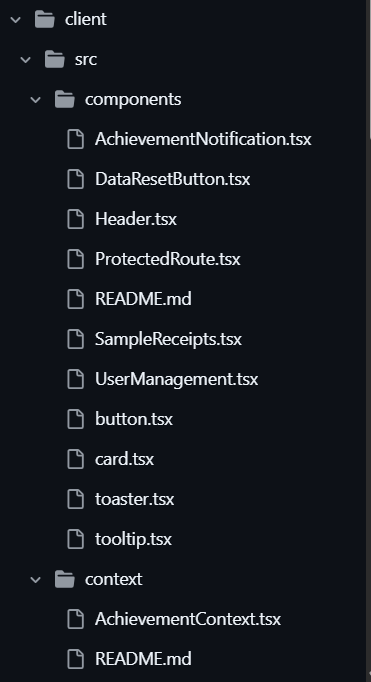 client
src
components
AchievementNotification.tsx
DataResetButton.tsx
Header.tsx
ProtectedRoute.tsx
README.md
SampleReceipts.tsx
UserManagement.tsx
button.tsx
card.tsx
toaster.tsx
tooltip.tsx
context
AchievementContext.tsx
README.md